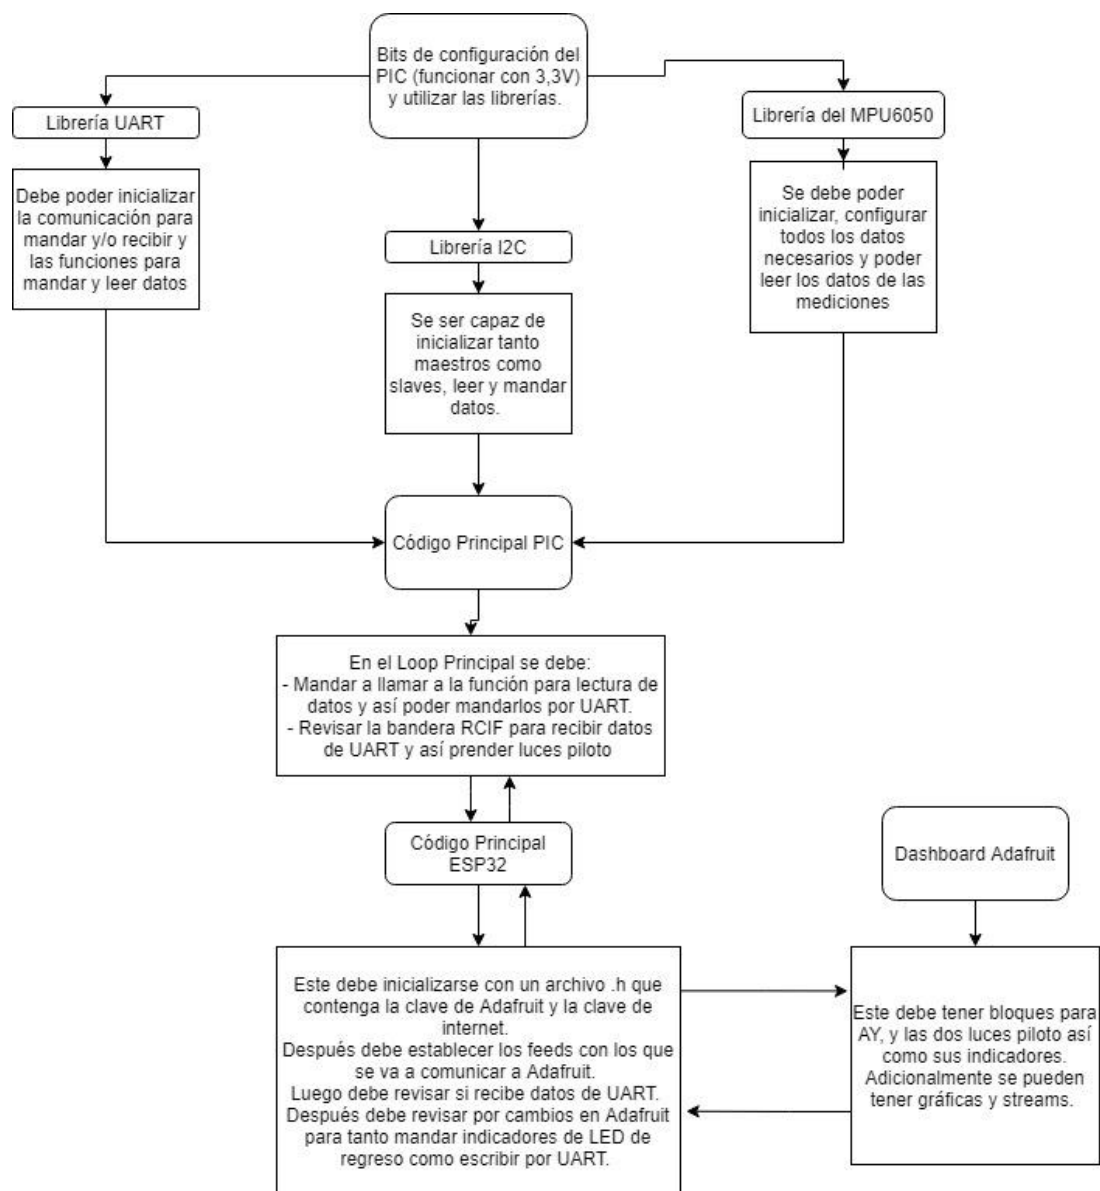 Bits de configuración del
PIC (funcionar con 3,3V)
y utilizar las librerías.
Librería UART
Debe poder inicializar
la comunicación para
mandar y/o recibir y
las funciones para
mandar y leer datos
Librería I2C
Se ser capaz de
inicializar tanto
maestros como
slaves, leer y mandar
datos.
Librería del MPU6050
Se debe poder
inicializar, configurar
todos los datos
necesarios y poder
leer los datos de las
mediciones
Código Principal PIC
En el Loop Principal se debe:
- Mandar a llamar a la función para lectura de
datos y así poder mandarlos por UART.
- Revisar la bandera RCIF para recibir datos
de UART y así prender luces piloto
Código Principal
ESP32
Este debe inicializarse con un archivo .h que
contenga la clave de Adafruit y la clave de
internet.
Después debe establecer los feeds con los que
se va a comunicar a Adafruit.
Luego debe revisar si recibe datos de UART.
Después debe revisar por cambios en Adafruit
para tanto mandar indicadores de LED de
regreso como escribir por UART.
Dashboard Adafruit
Este debe tener bloques para
AY, y las dos luces piloto así
como sus indicadores.
Adicionalmente se pueden
tener gráficas y streams.